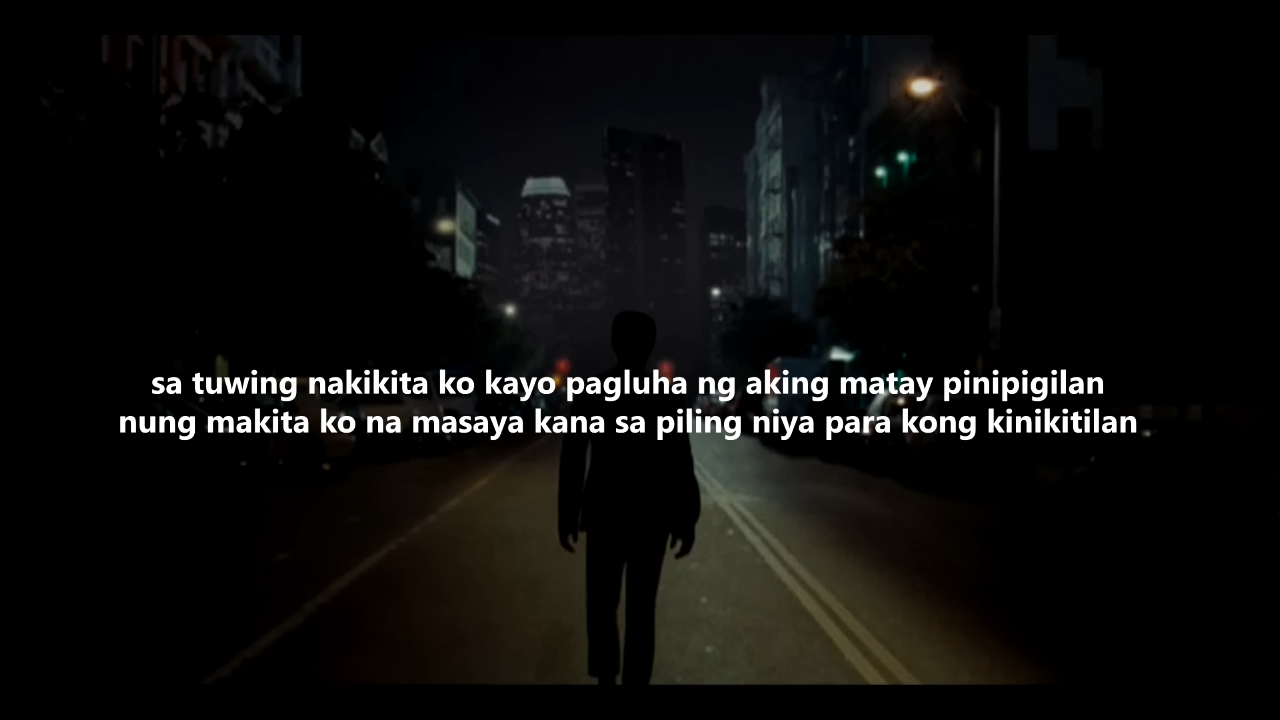 sa tuwing nakikita ko kayo pagluha ng aking matay pinipigilan
nung makita ko na masaya kana sa piling niya para kong kinikitilan